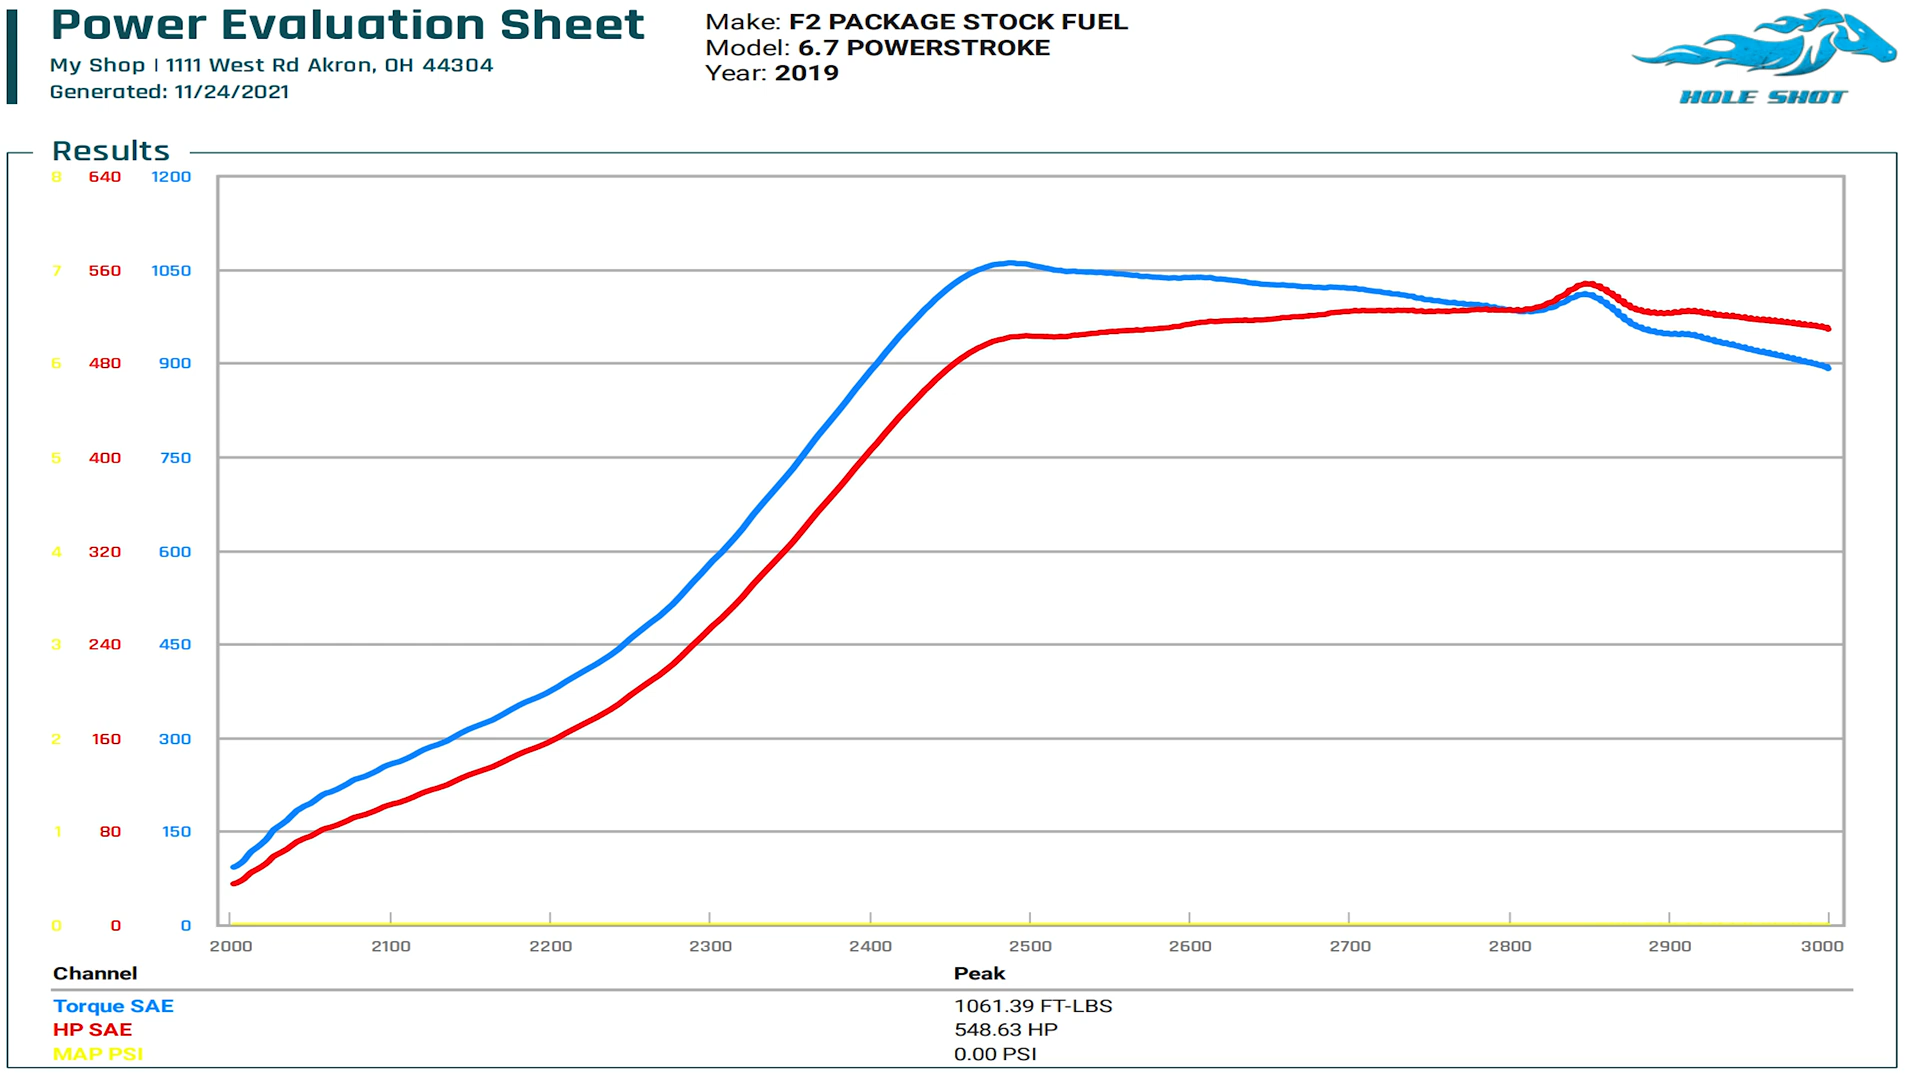 Power Evaluation Sheet
My Shop | 1111 West Rd Akron, OH 44304
Generated: 11/24/2021
Make: F2 PACKAGE STOCK FUEL
Model: 6.7 POWERSTROKE
Year: 2019
HOLE SHOT
Results
8 640 1200
7 560 1050
6 480 900
5 400 750
4 320 600
3 240 450
2 160 300
1 80 150
0 0 0
2000 2100 2200 2300 2400 2500 2600 2700 2800 2900 3000
Channel Peak
Torque SAE 1061.39 FT-LBS
HP SAE 548.63 HP
MAP PSI 0.00 PSI